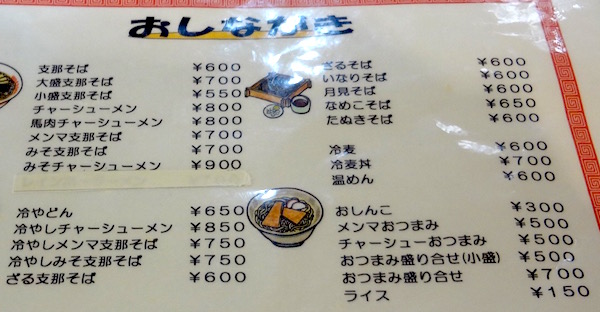 おしながき
支那そば ¥600
大盛支那そば ¥700
小盛支那そば ¥550
チャーシューメン ¥800
馬肉チャーシューメン ¥800
メンマ支那そば ¥700
みそ支那そば ¥700
みそチャーシューメン ¥900
冷やどん ¥650
冷やしチャーシューメン ¥850
冷やしメンマ支那そば ¥750
冷やしみそ支那そば ¥750
ざる支那そば ¥600
ざるそば ¥600
いなりそば ¥600
月見そば ¥600
なめこそば ¥650
たぬきそば ¥600
冷麦 ¥600
冷麦丼 ¥700
温めん ¥600
おしんこ ¥300
メンマおつまみ ¥500
チャーシューおつまみ ¥500
おつまみ盛り合せ(小盛) ¥500
おつまみ盛り合せ ¥700
ライス ¥150